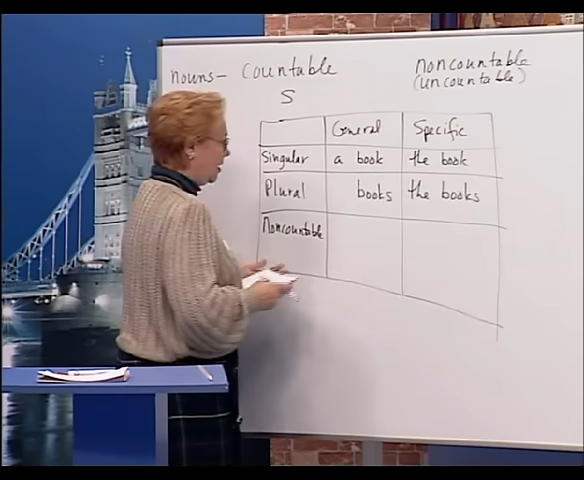 nouns - countable
noncountable
(uncountable)
S
General Specific
Singular a book the book
Plural books the books
Noncountable